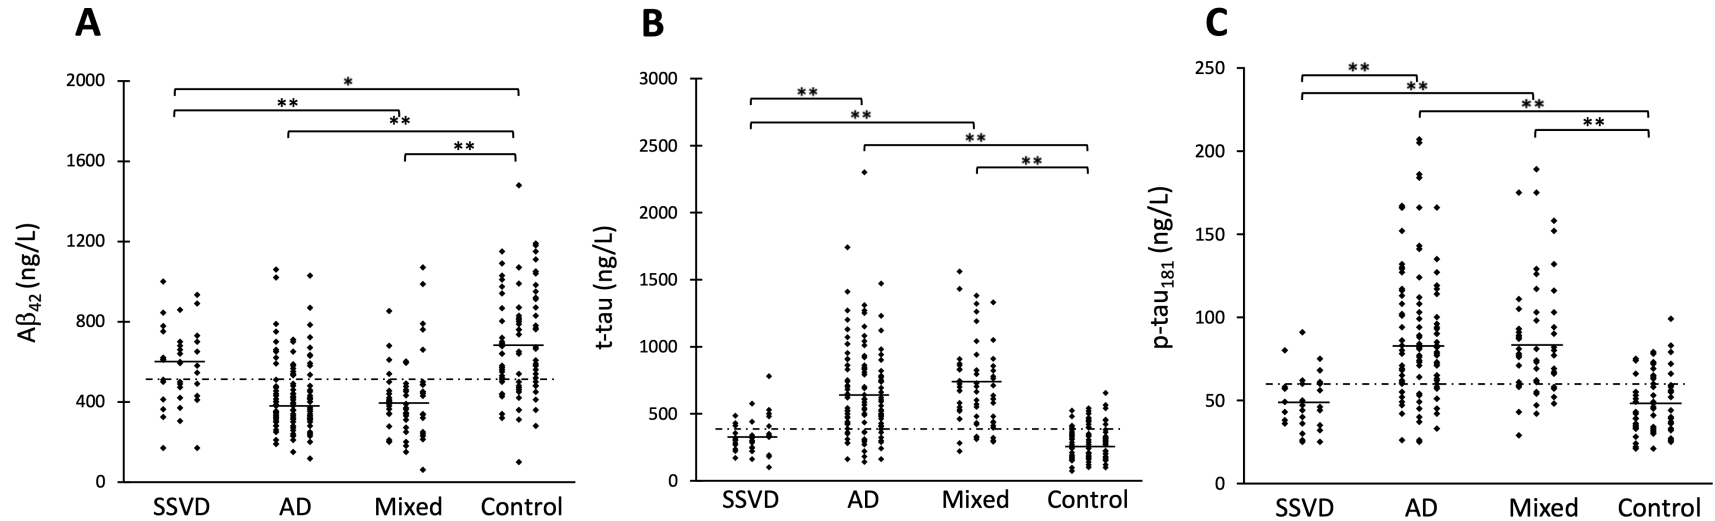 A
B
C
Aβ42 (ng/L)
2000
1600
1200
800
400
0
*
**
**
**
SSVD
AD
Mixed
Control
t-tau (ng/L)
3000
2500
2000
1500
1000
500
0
**
**
**
**
SSVD
AD
Mixed
Control
p-tau181 (ng/L)
250
200
150
100
50
0
**
**
**
**
SSVD
AD
Mixed
Control